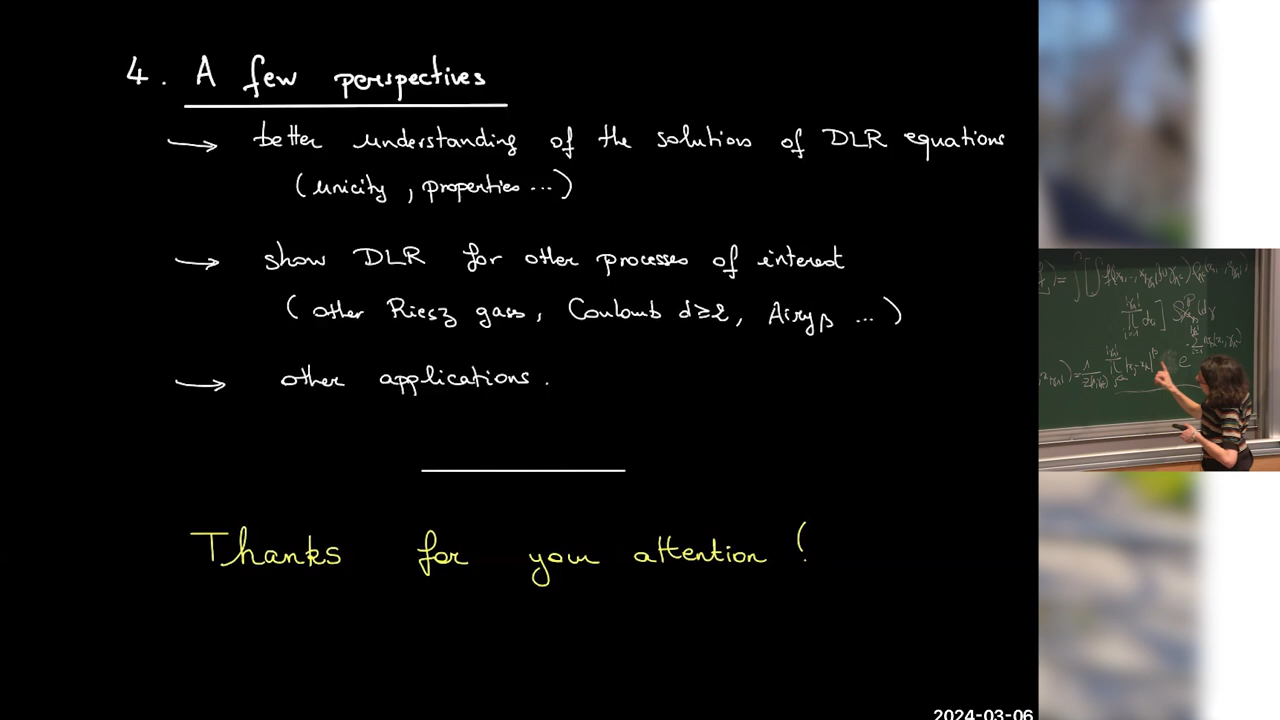 4. A few perspectives
→ better understanding of the solutions of DLR equations
(unicity, properties ...)
→ show DLR for other processes of interest
(other Riesz gases, Coulomb d≥2, Airyβ ...)
→ other applications.
Thanks for your attention !
2024-03-06